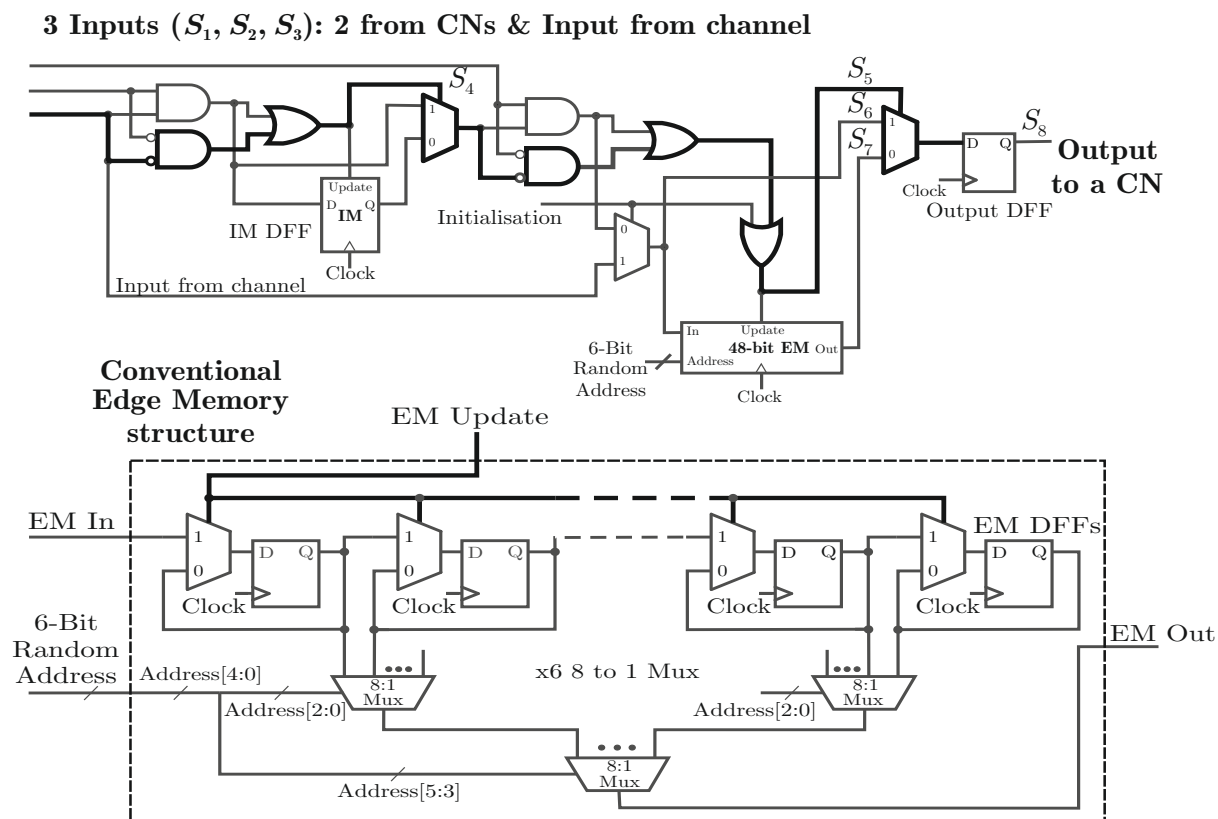 3 Inputs (S₁, S₂, S₃): 2 from CNs & Input from channel
S₄
1
0
Update
D IM Q
IM DFF
Clock
Input from channel
Initialisation
0
1
S₅
S₆
S₇
1
0
D Q
Clock
Output DFF
S₈
Output
to a CN
In
Update
48-bit EM Out
Address
Clock
6-Bit
Random
Address
Conventional
Edge Memory
structure
EM Update
EM In
1
0
D Q
Clock
1
0
D Q
Clock
1
0
D Q
Clock
1
0
D Q
Clock
EM DFFs
6-Bit
Random
Address
Address[4:0]
Address[2:0]
8:1
Mux
x6 8 to 1 Mux
Address[2:0]
8:1
Mux
EM Out
Address[5:3]
8:1
Mux